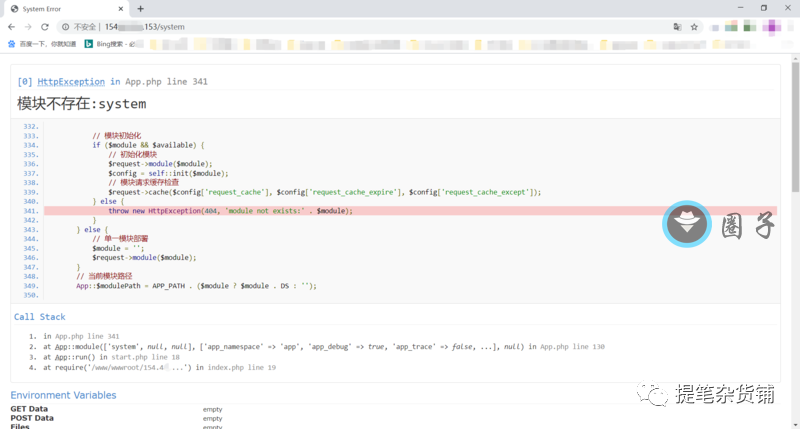 System Error
不安全 | 154 .153/system
百度一下，你就知道 Bing搜索 - 必
[0] HttpException in App.php line 341
模块不存在:system
332.
333. // 模块初始化
334. if ($module && $available) {
335. // 初始化模块
336. $request->module($module);
337. $config = self::init($module);
338. // 模块请求缓存检查
339. $request->cache($config['request_cache'], $config['request_cache_expire'], $config['request_cache_except']);
340. } else {
341. throw new HttpException(404, 'module not exists:' . $module);
342. }
343. } else {
344. // 单一模块部署
345. $module = '';
346. $request->module($module);
347. }
348. // 当前模块路径
349. App::$modulePath = APP_PATH . ($module ? $module . DS : '');
350.
圈子
Call Stack
1. in App.php line 341
2. at App::module(['system', null, null], ['app_namespace' => 'app', 'app_debug' => true, 'app_trace' => false, ...], null) in App.php line 130
3. at App::run() in start.php line 18
4. at require('/www/wwwroot/154.4 ...') in index.php line 19
Environment Variables
GET Data empty
POST Data empty
Files empty
提笔杂货铺